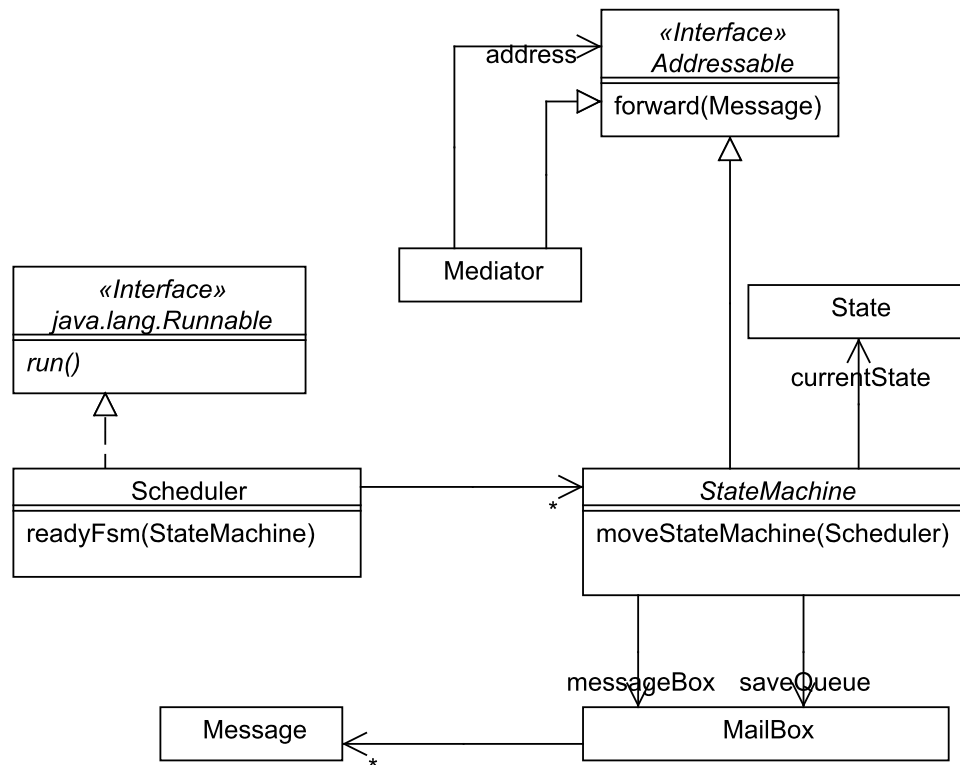 «Interface»
Addressable
forward(Message)
address
Mediator
«Interface»
java.lang.Runnable
run()
State
currentState
Scheduler
readyFsm(StateMachine)
*
StateMachine
moveStateMachine(Scheduler)
messageBox
saveQueue
Message
*
MailBox